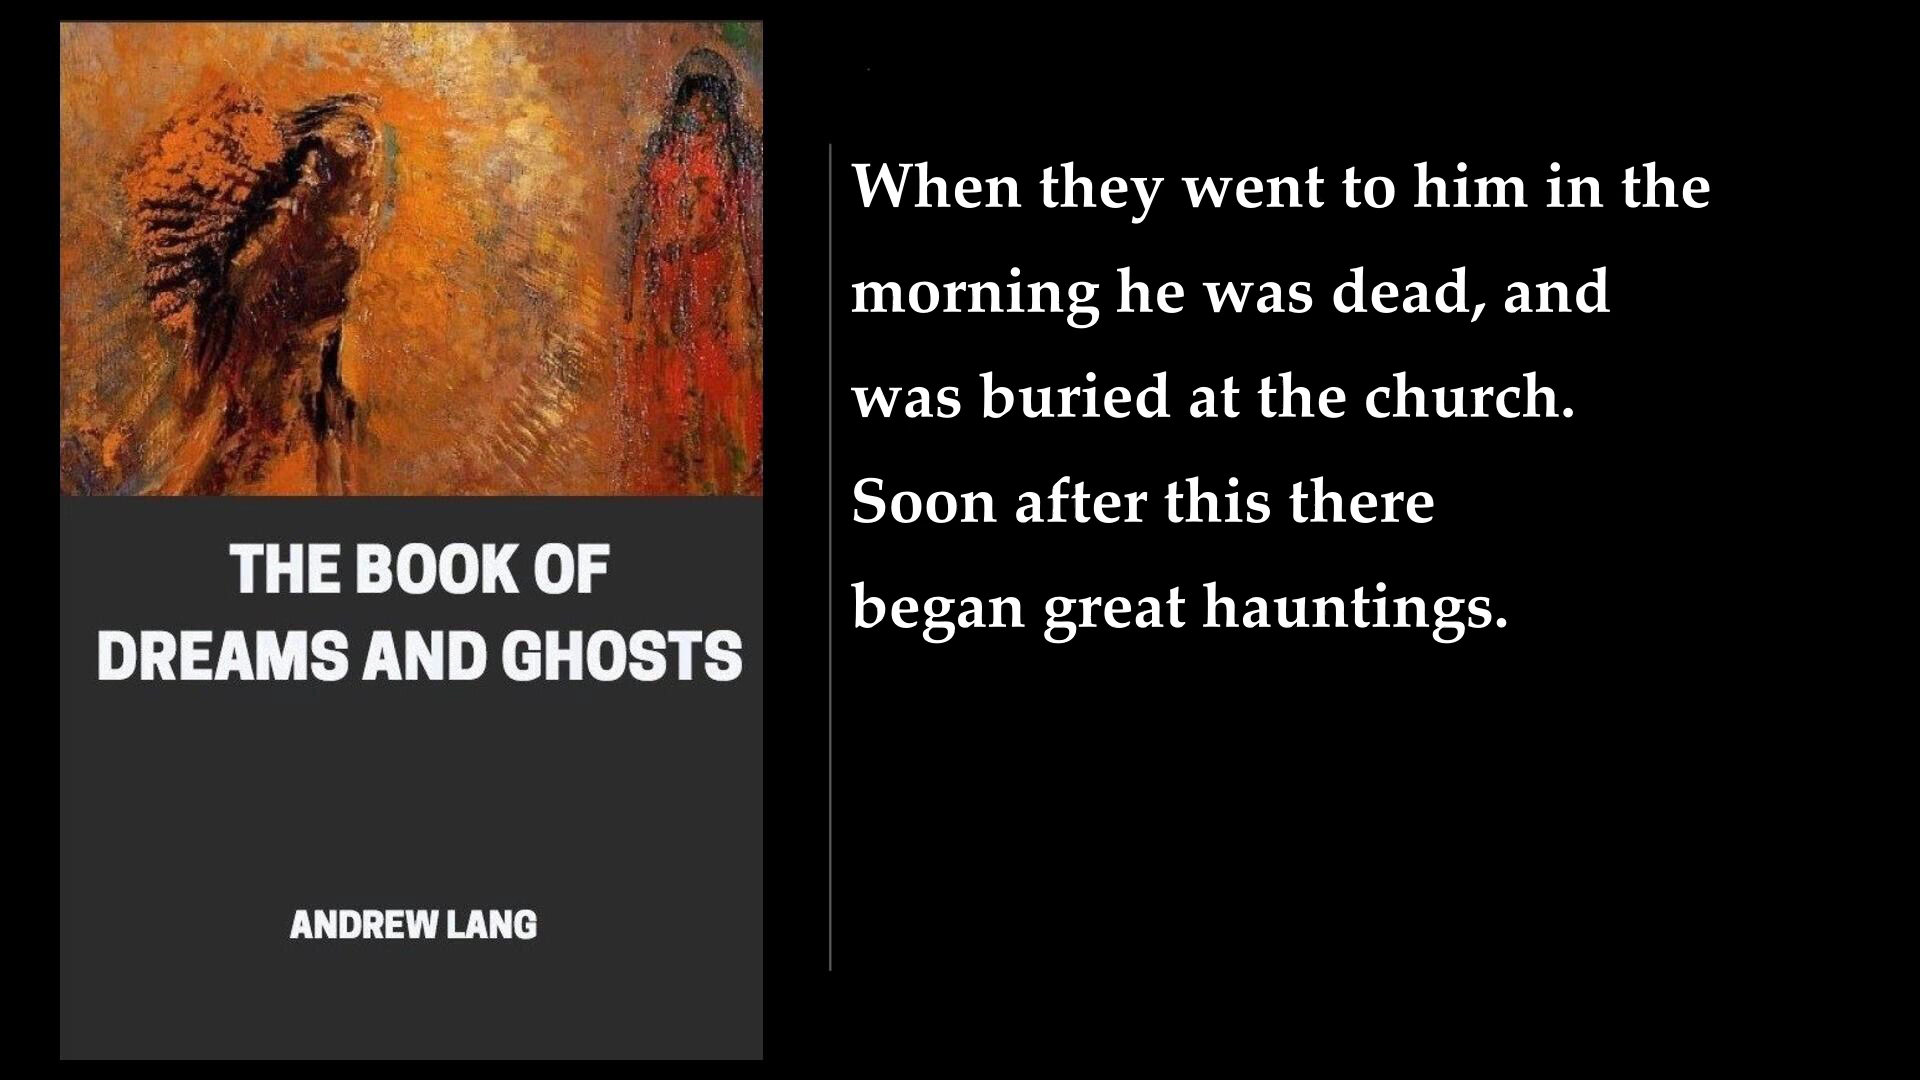 THE BOOK OF
DREAMS AND GHOSTS
ANDREW LANG
When they went to him in the
morning he was dead, and
was buried at the church.
Soon after this there
began great hauntings.